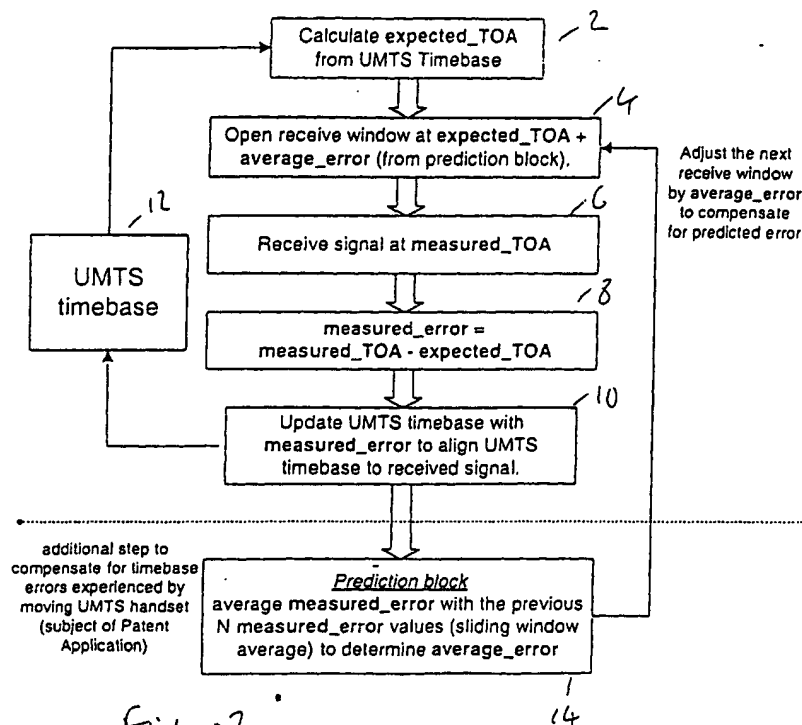 Calculate expected_TOA
from UMTS Timebase
2
4
Open receive window at expected_TOA +
average_error (from prediction block).
Adjust the next
receive window
by average_error
to compensate
for predicted error
6
Receive signal at measured_TOA
12
UMTS
timebase
8
measured_error =
measured_TOA - expected_TOA
10
Update UMTS timebase with
measured_error to align UMTS
timebase to received signal.
additional step to
compensate for timebase
errors experienced by
moving UMTS handset
(subject of Patent
Application)
Prediction block
average measured_error with the previous
N measured_error values (sliding window
average) to determine average_error
14